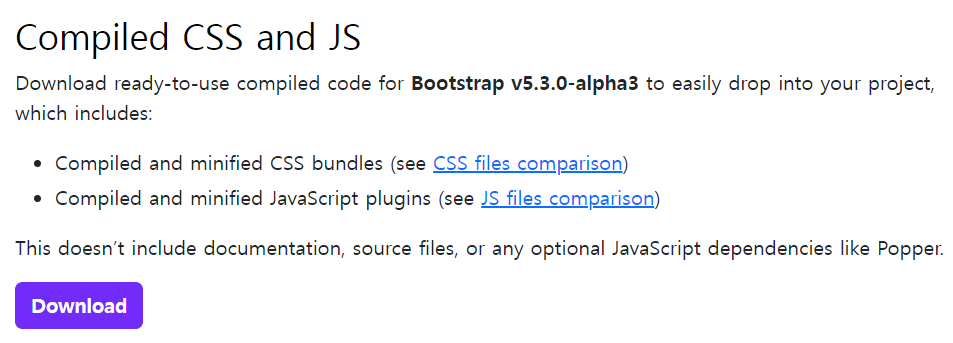 Compiled CSS and JS
Download ready-to-use compiled code for Bootstrap v5.3.0-alpha3 to easily drop into your project,
which includes:
• Compiled and minified CSS bundles (see CSS files comparison)
• Compiled and minified JavaScript plugins (see JS files comparison)
This doesn’t include documentation, source files, or any optional JavaScript dependencies like Popper.
Download